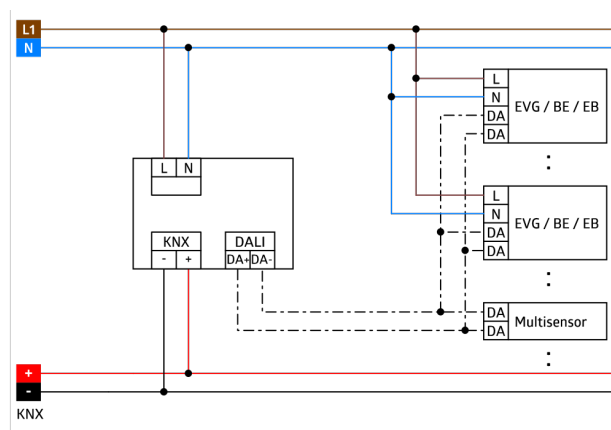 L1
N
L
N
DA
DA
EVG / BE / EB
:
L N
L
N
DA
DA
EVG / BE / EB
:
KNX DALI
- + DA+ DA-
DA
DA
Multisensor
:
+
-
KNX